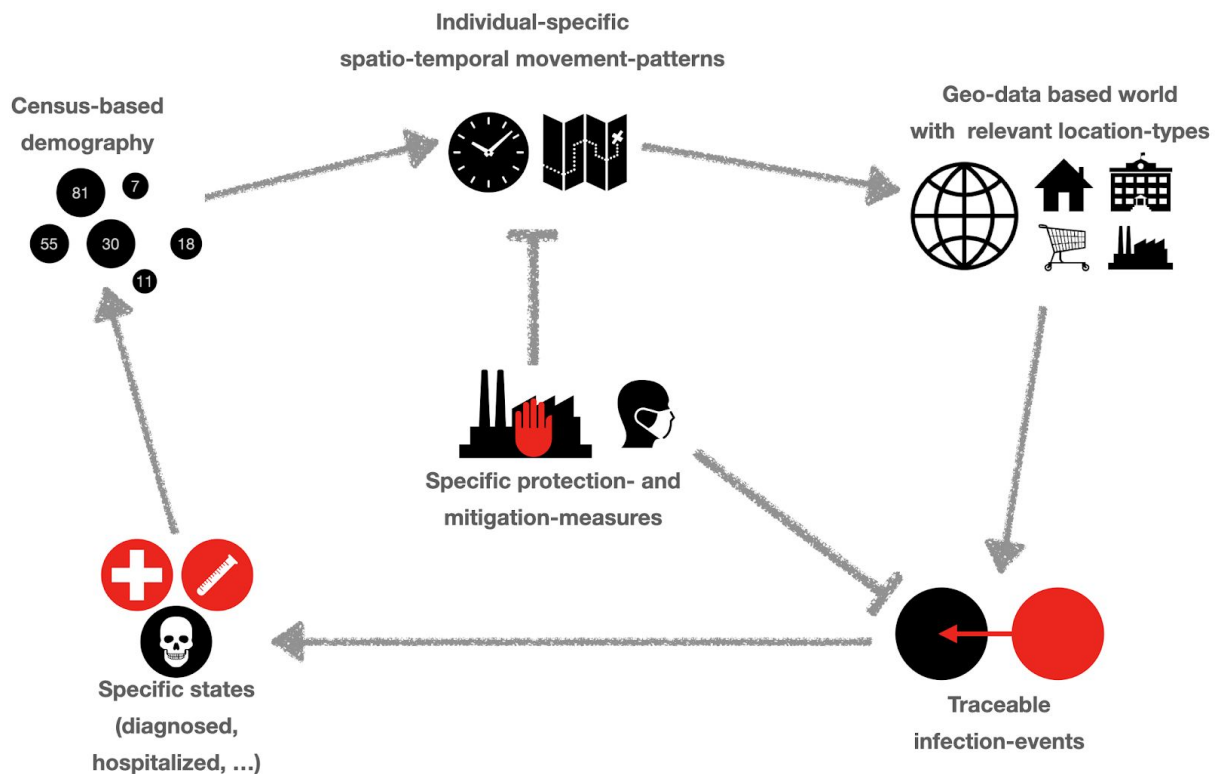 Individual-specific
spatio-temporal movement-patterns
Census-based
demography
81
7
55
30
18
11
Geo-data based world
with relevant location-types
Specific protection- and
mitigation-measures
Specific states
(diagnosed,
hospitalized, ...)
Traceable
infection-events